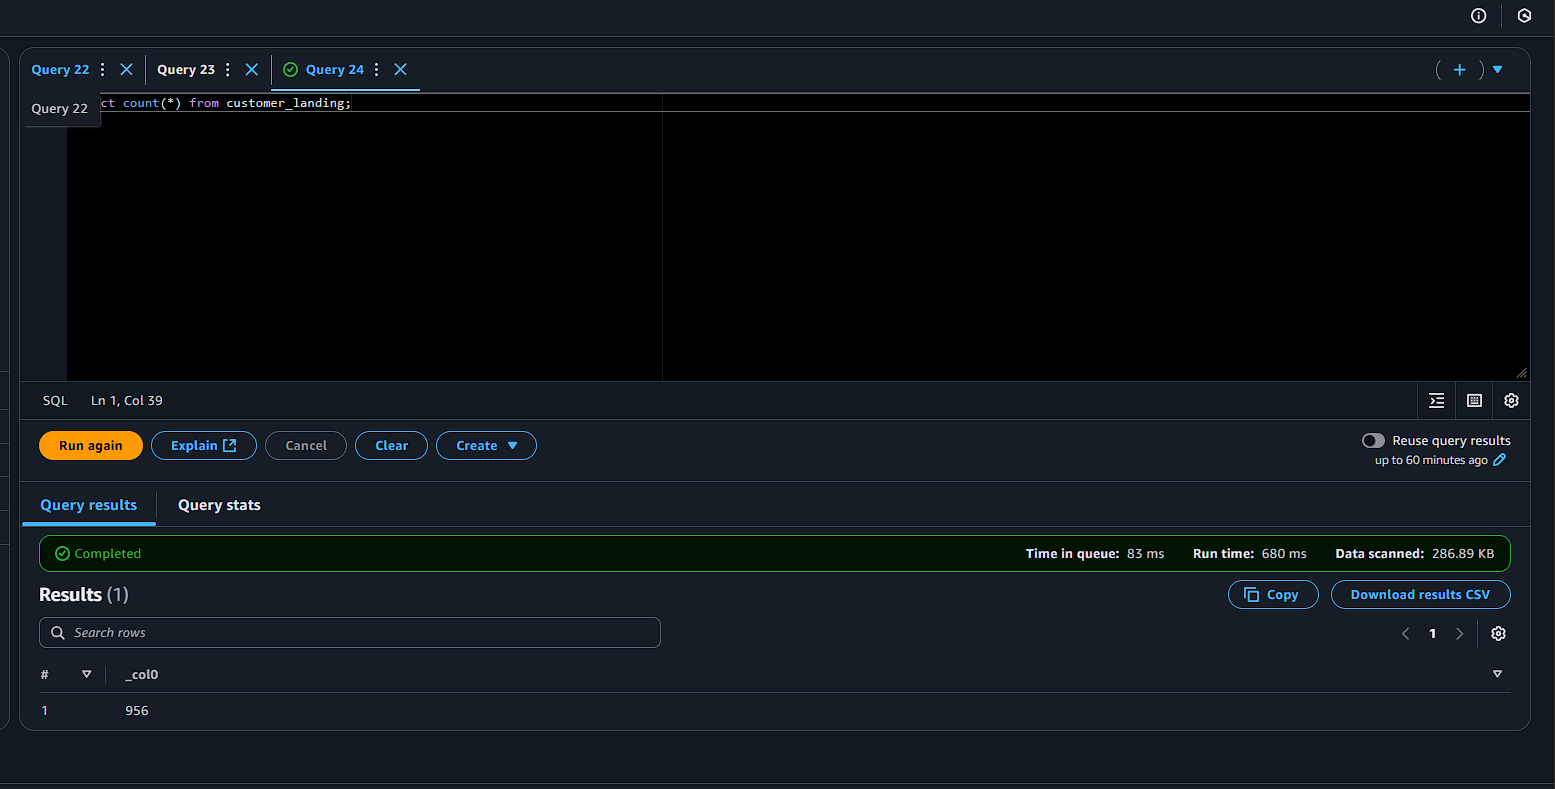 Query 22 Query 23 Query 24
Query 22
ct count(*) from customer_landing;
SQL Ln 1, Col 39
Run again Explain Cancel Clear Create
Reuse query results
up to 60 minutes ago
Query results Query stats
Completed Time in queue: 83 ms Run time: 680 ms Data scanned: 286.89 KB
Results (1) Copy Download results CSV
Search rows 1
# _col0
1 956